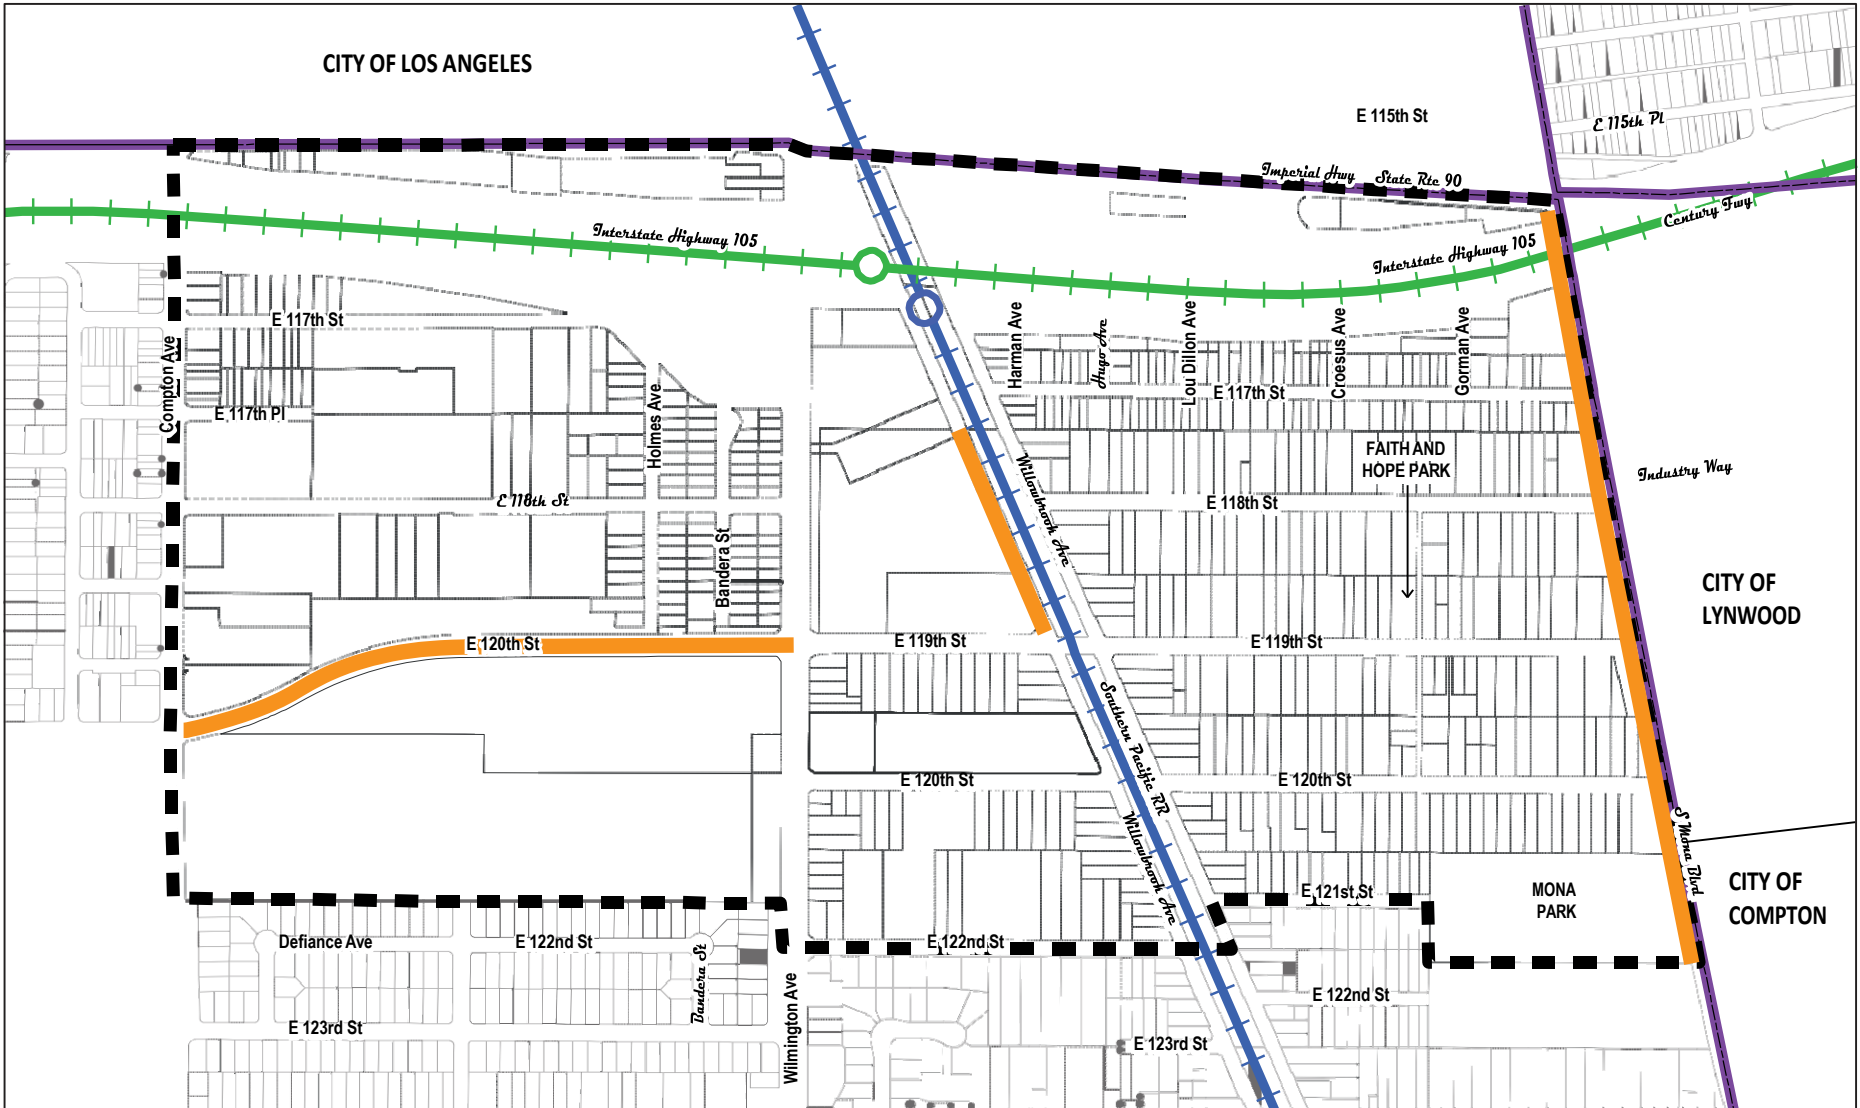 CITY OF LOS ANGELES
E 115th St
E 115th Pl
Imperial Hwy
State Rte 90
Century Fwy
Interstate Highway 105
Interstate Highway 105
E 117th St
Compton Ave
E 117th Pl
Holmes Ave
Harman Ave
Hugo Ave
Lou Dillon Ave
Croesus Ave
Gorman Ave
E 117th St
FAITH AND
HOPE PARK
Industry Way
E 118th St
E 118th St
Willowbrook Ave
Bandera St
CITY OF
LYNWOOD
E 120th St
E 119th St
E 119th St
Southern Pacific RR
E 120th St
E 120th St
Willowbrook Ave
S Mona Blvd
E 121st St
MONA
PARK
CITY OF
COMPTON
Defiance Ave
E 122nd St
E 122nd St
Bandera St
E 122nd St
E 123rd St
Wilmington Ave
E 123rd St